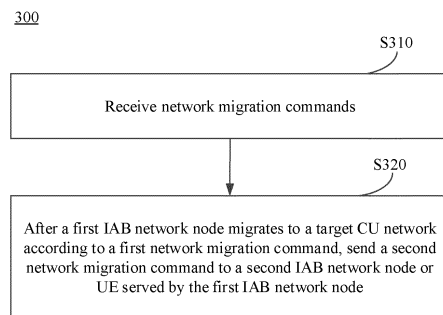 300
S310
Receive network migration commands
S320
After a first IAB network node migrates to a target CU network
according to a first network migration command, send a second
network migration command to a second IAB network node or
UE served by the first IAB network node